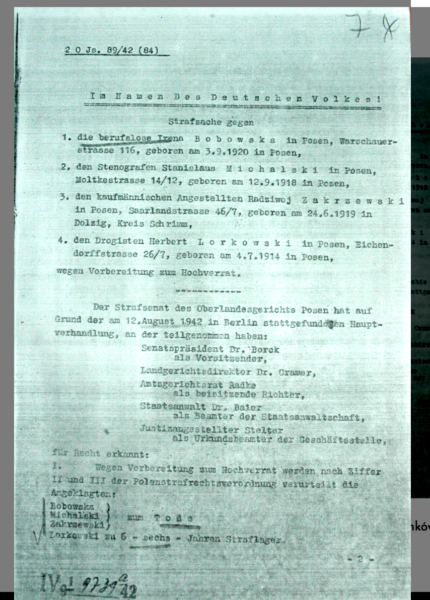 7 x
2 O Js. 89/42 (84)
Im Namen Des Deutschen Volkes!
Strafsache gegen
1. die berufslose Irena Bobowska in Posen, Warschauer-
strasse 116, geboren am 3.9.1920 in Posen,
2. den Stenografen Stanislaus Michalski in Posen,
Moltkestrasse 14/12, geboren am 12.9.1918 in Posen,
3. den kaufmännischen Angestellten Radziwoj Zakrzewski
in Posen, Saarlandstrasse 46/7, geboren am 24.6.1919 in
Dolzig, Kreis Schrimm,
4. den Drogisten Herbert Lorkowski in Posen, Eichen-
dorffstrasse 26/7, geboren am 4.7.1914 in Posen,
wegen Vorbereitung zum Hochverrat.
------------
Der Strafsenat des Oberlandesgerichts Posen hat auf
Grund der am 12.August 1942 in Berlin stattgefundenen Haupt-
verhandlung, an der teilgenommen haben:
Senatspräsident Dr. Borck
als Vorsitzender,
Landgerichtsdirektor Dr. Cramer,
Amtsgerichtsrat Radke
als beisitzende Richter,
Staatsanwalt Dr. Baier
als Beamter der Staatsanwaltschaft,
Justizangestellter Stelter
als Urkundsbeamter der Geschäftsstelle,
für Recht erkannt:
I. Wegen Vorbereitung zum Hochverrat werden nach Ziffer
II und III der Polenstrafrechtsverordnung verurteilt die
Angeklagten:
Bobowska )
Michalski ) zum Tode
Zakrzewski)
Lorkowski zu 6 - sechs - Jahren Straflager.
- 2 -
IV g 1 9739a/42